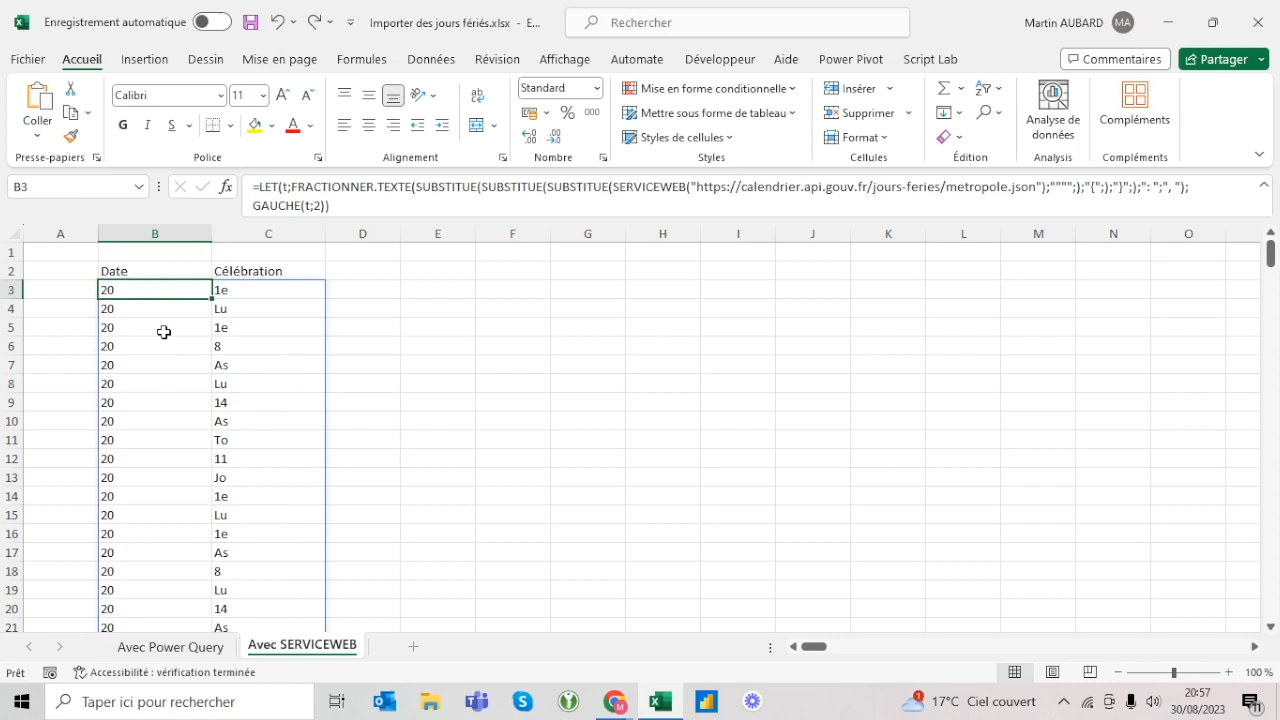 Enregistrement automatique
Importer des jours fériés.xlsx - E...
Rechercher
Martin AUBARD
MA
Fichier Accueil Insertion Dessin Mise en page Formules Données Révision Affichage Automate Développeur Aide Power Pivot Script Lab
Commentaires
Partager
Coller
Presse-papiers
Calibri 11
G I S
Police
Alignement
Standard
% 000
Nombre
Mise en forme conditionnelle
Mettre sous forme de tableau
Styles de cellules
Styles
Insérer
Supprimer
Format
Cellules
Édition
Analyse de
données
Analysis
Compléments
Compléments
B3
=LET(t;FRACTIONNER.TEXTE(SUBSTITUE(SUBSTITUE(SUBSTITUE(SERVICEWEB("https://calendrier.api.gouv.fr/jours-feries/metropole.json");"""";);"{";);"}";);": ";", ");
GAUCHE(t;2))
A B C D E F G H I J K L M N O
1
2 Date Célébration
3 20 1e
4 20 Lu
5 20 1e
6 20 8
7 20 As
8 20 Lu
9 20 14
10 20 As
11 20 To
12 20 11
13 20 Jo
14 20 1e
15 20 Lu
16 20 1e
17 20 As
18 20 8
19 20 Lu
20 20 14
21 20 As
Avec Power Query
Avec SERVICEWEB
Prêt
Accessibilité : vérification terminée
100 %
Taper ici pour rechercher
17°C Ciel couvert
20:57
30/08/2023